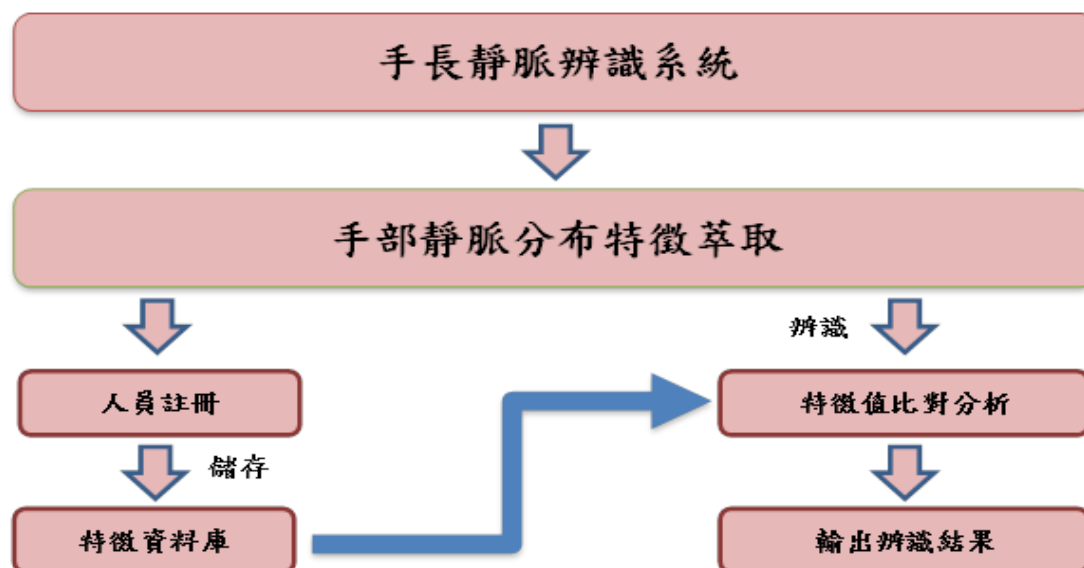 手長靜脈辨識系統
手部靜脈分布特徵萃取
辨識
人員註冊
特徵值比對分析
儲存
特徵資料庫
輸出辨識結果